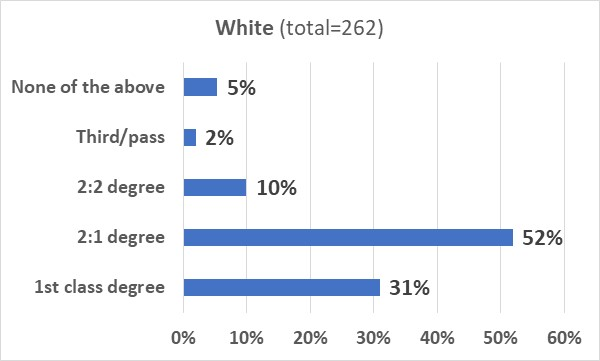 White (total=262)
None of the above 5%
Third/pass 2%
2:2 degree 10%
2:1 degree 52%
1st class degree 31%
0% 10% 20% 30% 40% 50% 60%